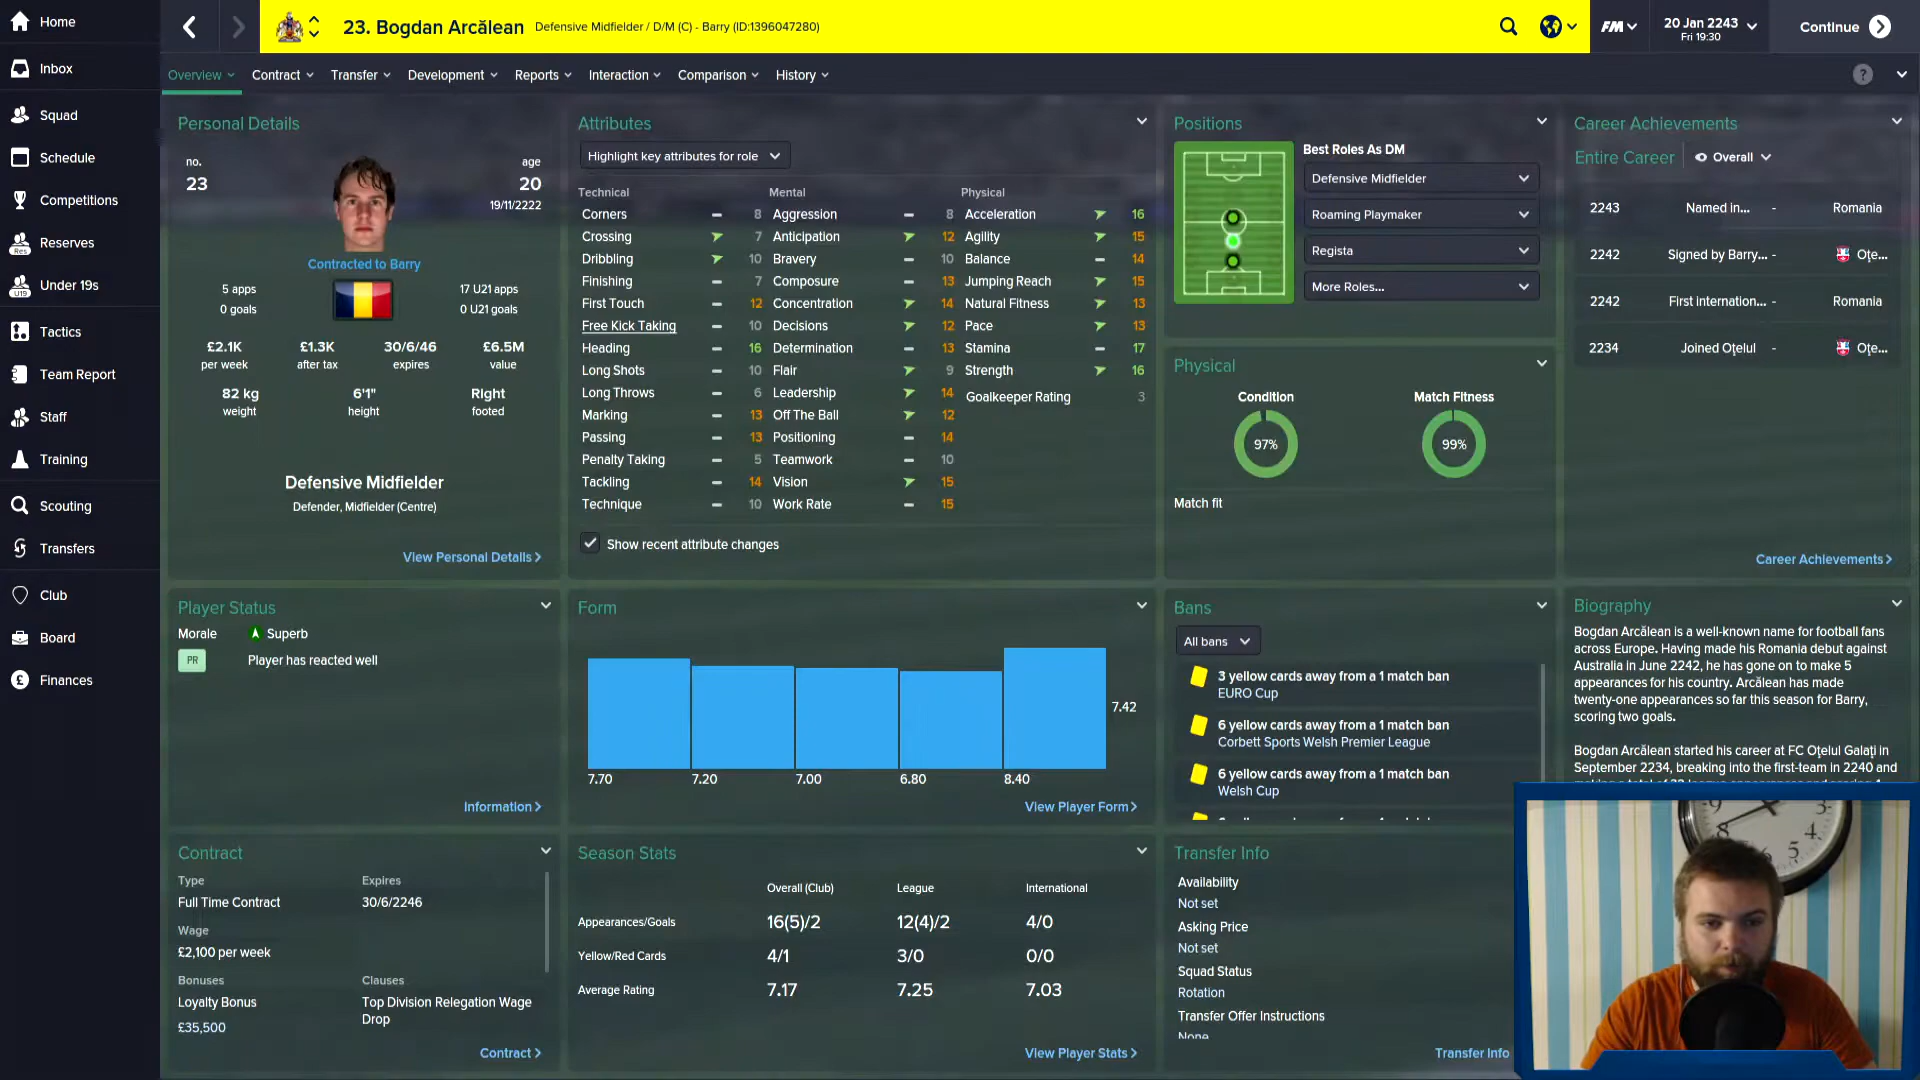 Home
Inbox
Squad
Schedule
Competitions
Reserves
Under 19s
Tactics
Team Report
Staff
Training
Scouting
Transfers
Club
Board
Finances
23. Bogdan Arcălean
Defensive Midfielder / D/M (C) - Barry (ID:1396047280)
FM
20 Jan 2243
Fri 19:30
Continue
Overview
Contract
Transfer
Development
Reports
Interaction
Comparison
History
Personal Details
no.
23
age
20
19/11/2222
Contracted to Barry
5 apps
0 goals
17 U21 apps
0 U21 goals
£2.1K
per week
£1.3K
after tax
30/6/46
expires
£6.5M
value
82 kg
weight
6'1"
height
Right
footed
Defensive Midfielder
Defender, Midfielder (Centre)
View Personal Details >
Attributes
Highlight key attributes for role
Technical
Corners 8
Crossing 7
Dribbling 10
Finishing 7
First Touch 12
Free Kick Taking 10
Heading 16
Long Shots 10
Long Throws 6
Marking 13
Passing 13
Penalty Taking 5
Tackling 14
Technique 10
Mental
Aggression 8
Anticipation 12
Bravery 10
Composure 13
Concentration 14
Decisions 12
Determination 13
Flair 9
Leadership 14
Off The Ball 12
Positioning 14
Teamwork 10
Vision 15
Work Rate 15
Physical
Acceleration 16
Agility 15
Balance 14
Jumping Reach 15
Natural Fitness 13
Pace 13
Stamina 17
Strength 16
Goalkeeper Rating 3
Show recent attribute changes
Positions
Best Roles As DM
Defensive Midfielder
Roaming Playmaker
Regista
More Roles...
Physical
Condition
97%
Match Fitness
99%
Match fit
Career Achievements
Entire Career
Overall
2243 Named in... - Romania
2242 Signed by Barry... - Oțe...
2242 First internation... - Romania
2234 Joined Oțelul - Oțe...
Career Achievements >
Player Status
Morale Superb
PR Player has reacted well
Information >
Form
7.42
7.70 7.20 7.00 6.80 8.40
View Player Form >
Bans
All bans
3 yellow cards away from a 1 match ban
EURO Cup
6 yellow cards away from a 1 match ban
Corbett Sports Welsh Premier League
6 yellow cards away from a 1 match ban
Welsh Cup
Biography
Bogdan Arcălean is a well-known name for football fans
across Europe. Having made his Romania debut against
Australia in June 2242, he has gone on to make 5
appearances for his country. Arcălean has made
twenty-one appearances so far this season for Barry,
scoring two goals.
Bogdan Arcălean started his career at FC Oțelul Galați in
September 2234, breaking into the first-team in 2240 and
Contract
Type
Full Time Contract
Expires
30/6/2246
Wage
£2,100 per week
Bonuses
Loyalty Bonus
£35,500
Clauses
Top Division Relegation Wage
Drop
Contract >
Season Stats
Overall (Club) League International
Appearances/Goals 16(5)/2 12(4)/2 4/0
Yellow/Red Cards 4/1 3/0 0/0
Average Rating 7.17 7.25 7.03
View Player Stats >
Transfer Info
Availability
Not set
Asking Price
Not set
Squad Status
Rotation
Transfer Offer Instructions
None
Transfer Info
9
8
3
4
5